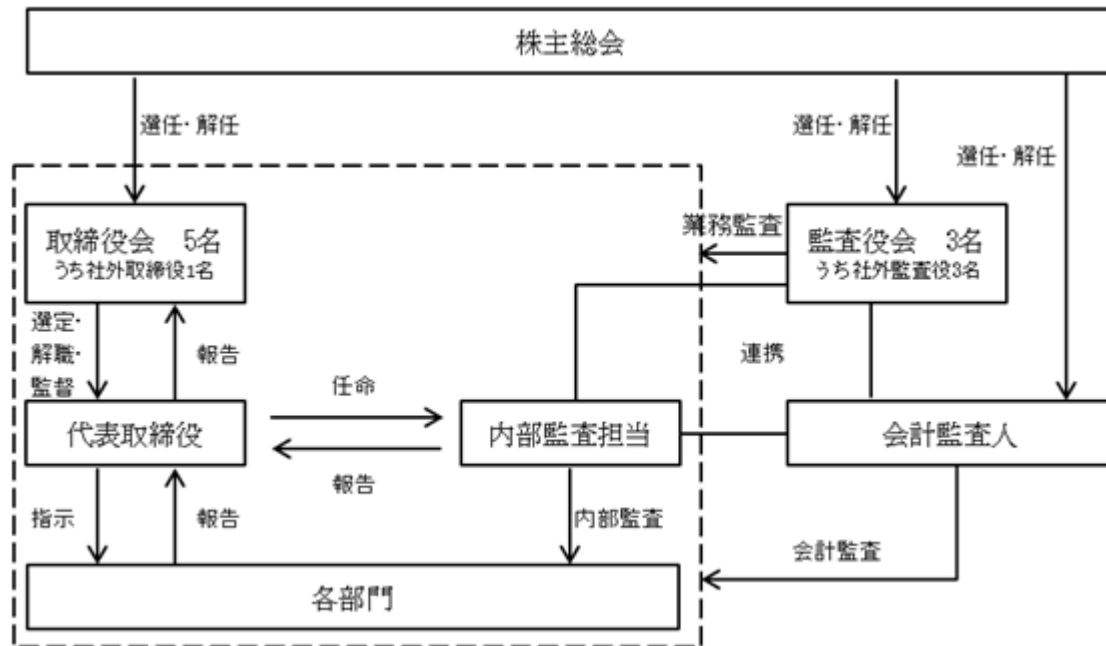 株主総会
選任・解任
選任・解任
選任・解任
取締役会 5名
うち社外取締役1名
業務監査
監査役会 3名
うち社外監査役3名
選定・
解職・
監督
報告
連携
任命
代表取締役
内部監査担当
会計監査人
報告
指示
報告
内部監査
会計監査
各部門